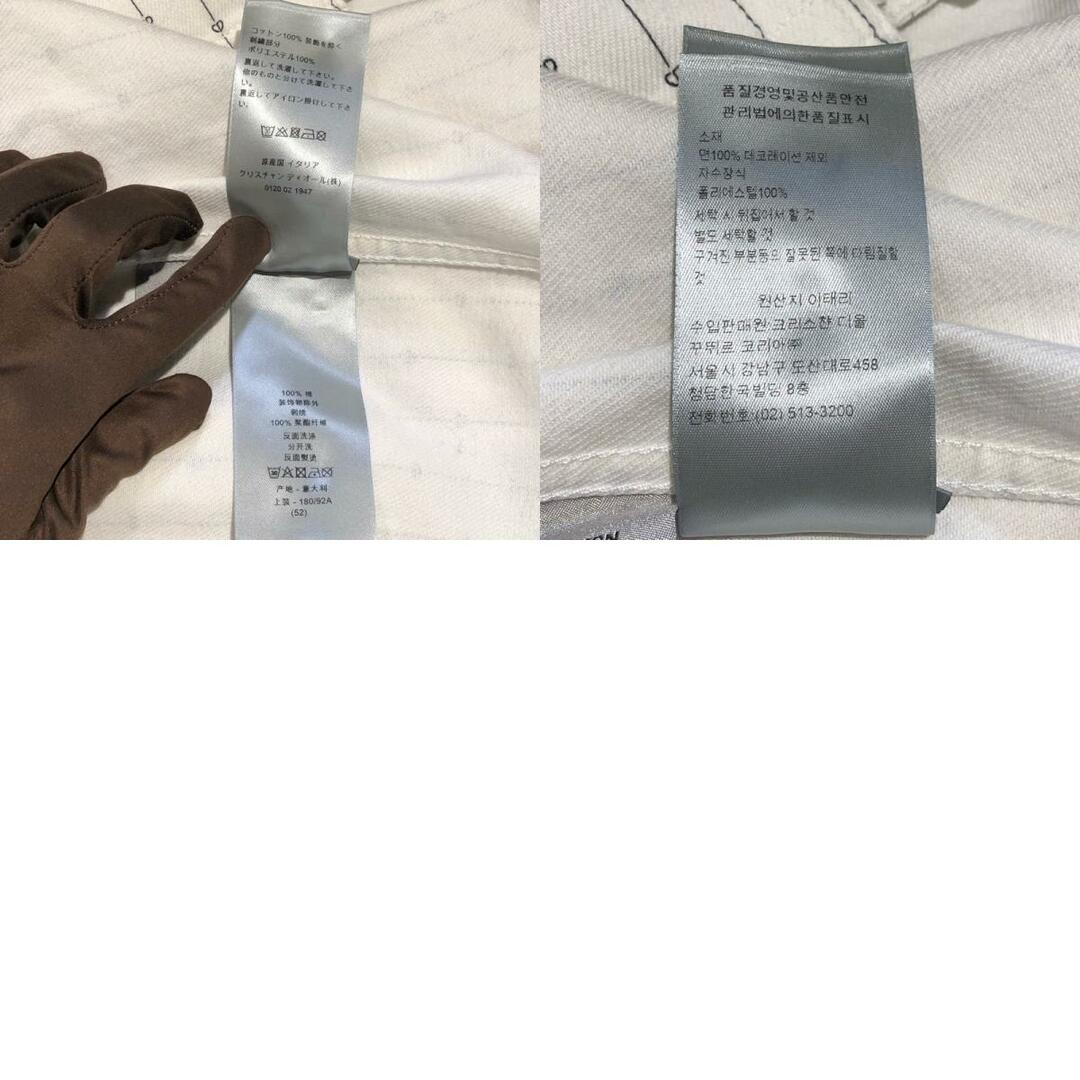 コットン100% 装飾を除く
刺繍部分
ポリエステル100%
裏返して洗濯して下さい。
他のものと分けて洗濯して下さ
い。
裏返してアイロン掛けして下さ
い。
原産国 イタリア
クリスチャン ディオール(株)
0120 02 1947
100% 棉
装饰物除外
刺绣
100% 聚酯纤维
反面洗涤
分开洗
反面熨烫
30
产地 - 意大利
上装 - 180/92A
(52)
품질경영및공산품안전
관리법에의한품질표시
소재
면100% 데코레이션 제외
자수장식
폴리에스텔100%
세탁 시 뒤집어서 할 것
별도 세탁할 것
구겨진 부분등의 잘못된 쪽에 다림질할
것
원산지 이태리
수입판매원 크리스챤 디올
꾸뛰르 코리아㈜
서울시 강남구 도산대로458
청담한국빌딩 8층
전화 번호:(02) 513-3200